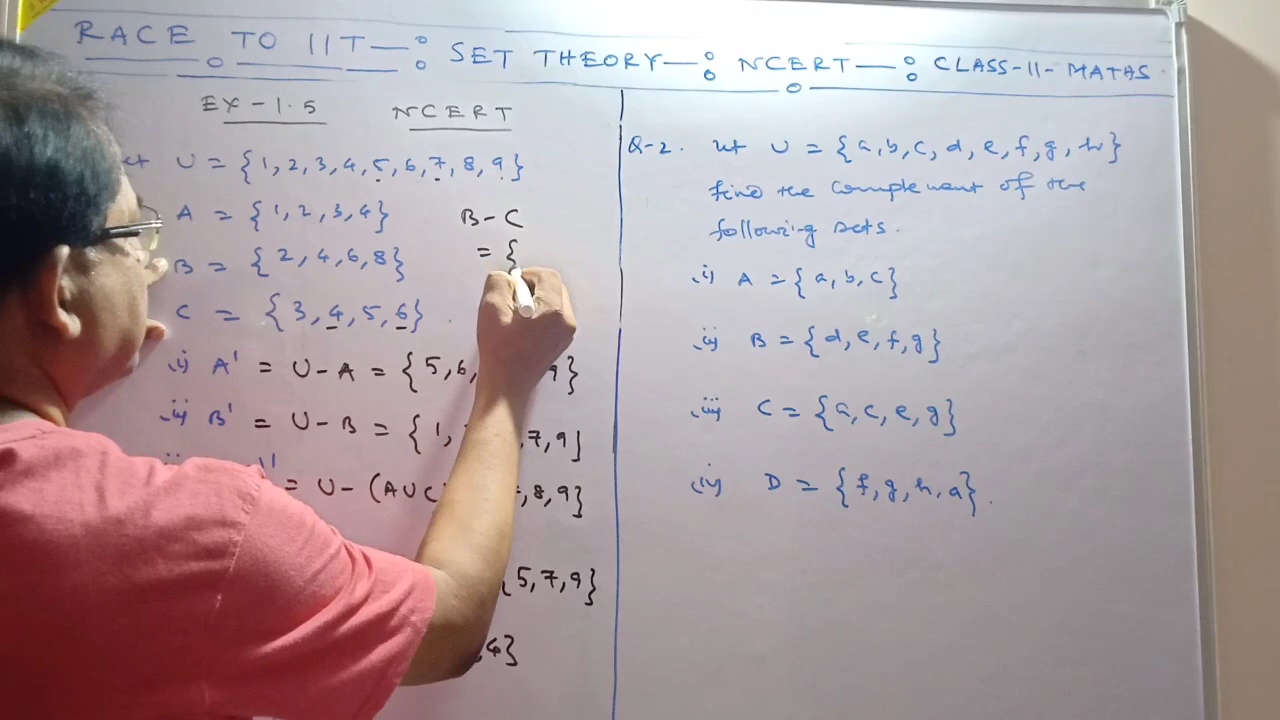 RACE TO IIT — : SET THEORY — : NCERT — : CLASS-11-MATHS
EX-1.5 NCERT
U = {1,2,3,4,5,6,7,8,9}
A = {1,2,3,4}
B = {2,4,6,8}
C = {3,4,5,6}
B-C
= {
i) A' = U-A = {5,6, 9}
ii) B' = U-B = {1, 7,9}
= U-(AUC 8,9}
{5,7,9}
,4}
Q-2. let U = {a,b,c,d,e,f,g,h}
find the complement of the
following sets.
i) A = {a,b,c}
ii) B = {d,e,f,g}
iii) C = {a,c,e,g}
iv) D = {f,g,h,a}.